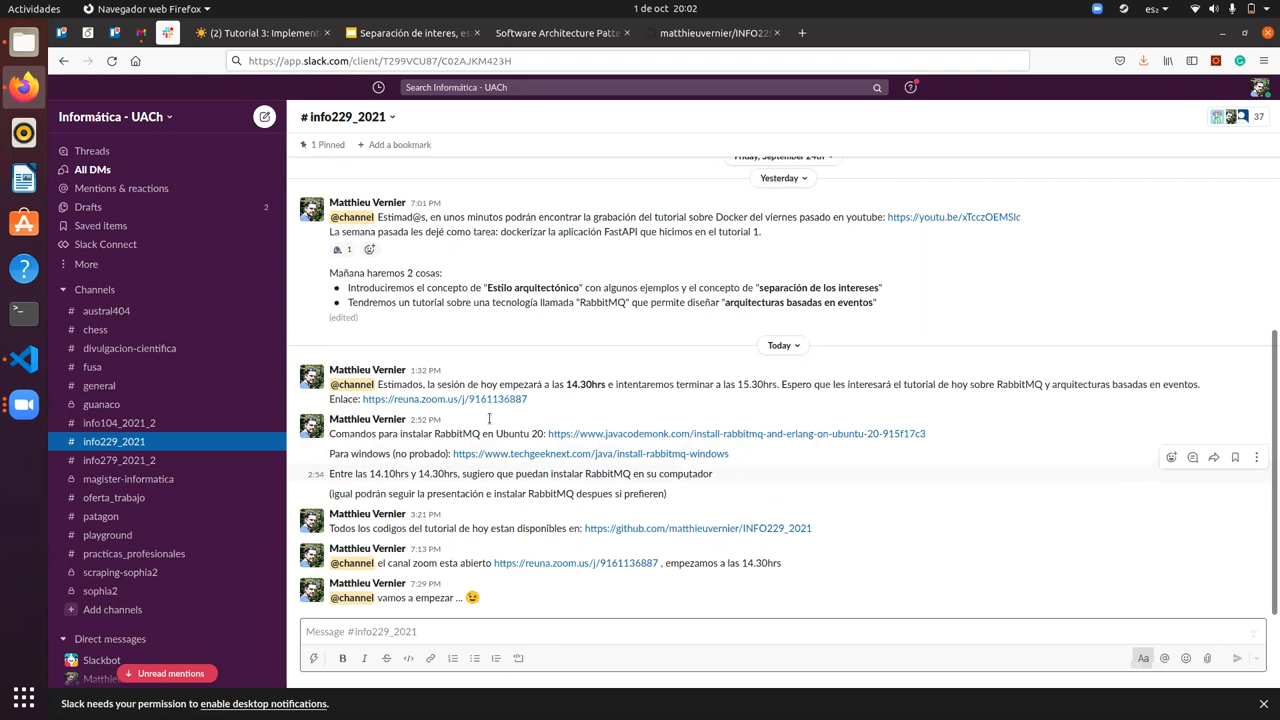 Actividades
Navegador web Firefox
1 de oct 20:02
es2
Tutorial 3: Implement
Separación de interes, es
Software Architecture Patte
matthieuvernier/INFO229
https://app.slack.com/client/T299VCU87/C02AJKM423H
Search Informática - UACh
Informática - UACh
# info229_2021
37
1 Pinned
Add a bookmark
Threads
All DMs
Mentions & reactions
Drafts 2
Saved items
Slack Connect
More
Channels
# austral404
# chess
# divulgacion-cientifica
# fusa
# general
guanaco
# info104_2021_2
# info229_2021
# info279_2021_2
# magister-informatica
# oferta_trabajo
# patagon
# playground
# practicas_profesionales
scraping-sophia2
sophia2
+ Add channels
Direct messages
Slackbot
Matthie
Unread mentions
Friday, September 24th
Yesterday
Matthieu Vernier 7:01 PM
@channel Estimad@s, en unos minutos podrán encontrar la grabación del tutorial sobre Docker del viernes pasado en youtube: https://youtu.be/xTcczOEMSlc
La semana pasada les dejé como tarea: dockerizar la aplicación FastAPI que hicimos en el tutorial 1.
1
Mañana haremos 2 cosas:
• Introduciremos el concepto de "Estilo arquitectónico" con algunos ejemplos y el concepto de "separación de los intereses"
• Tendremos un tutorial sobre una tecnología llamada "RabbitMQ" que permite diseñar "arquitecturas basadas en eventos"
(edited)
Today
Matthieu Vernier 1:32 PM
@channel Estimados, la sesión de hoy empezará a las 14.30hrs e intentaremos terminar a las 15.30hrs. Espero que les interesará el tutorial de hoy sobre RabbitMQ y arquitecturas basadas en eventos.
Enlace: https://reuna.zoom.us/j/9161136887
Matthieu Vernier 2:52 PM
Comandos para instalar RabbitMQ en Ubuntu 20: https://www.javacodemonk.com/install-rabbitmq-and-erlang-on-ubuntu-20-915f17c3
Para windows (no probado): https://www.techgeeknext.com/java/install-rabbitmq-windows
2:54 Entre las 14.10hrs y 14.30hrs, sugiero que puedan instalar RabbitMQ en su computador
(igual podrán seguir la presentación e instalar RabbitMQ despues si prefieren)
Matthieu Vernier 3:21 PM
Todos los codigos del tutorial de hoy estan disponibles en: https://github.com/matthieuvernier/INFO229_2021
Matthieu Vernier 7:13 PM
@channel el canal zoom esta abierto https://reuna.zoom.us/j/9161136887 , empezamos a las 14.30hrs
Matthieu Vernier 7:29 PM
@channel vamos a empezar ...
Message #info229_2021
Slack needs your permission to enable desktop notifications.